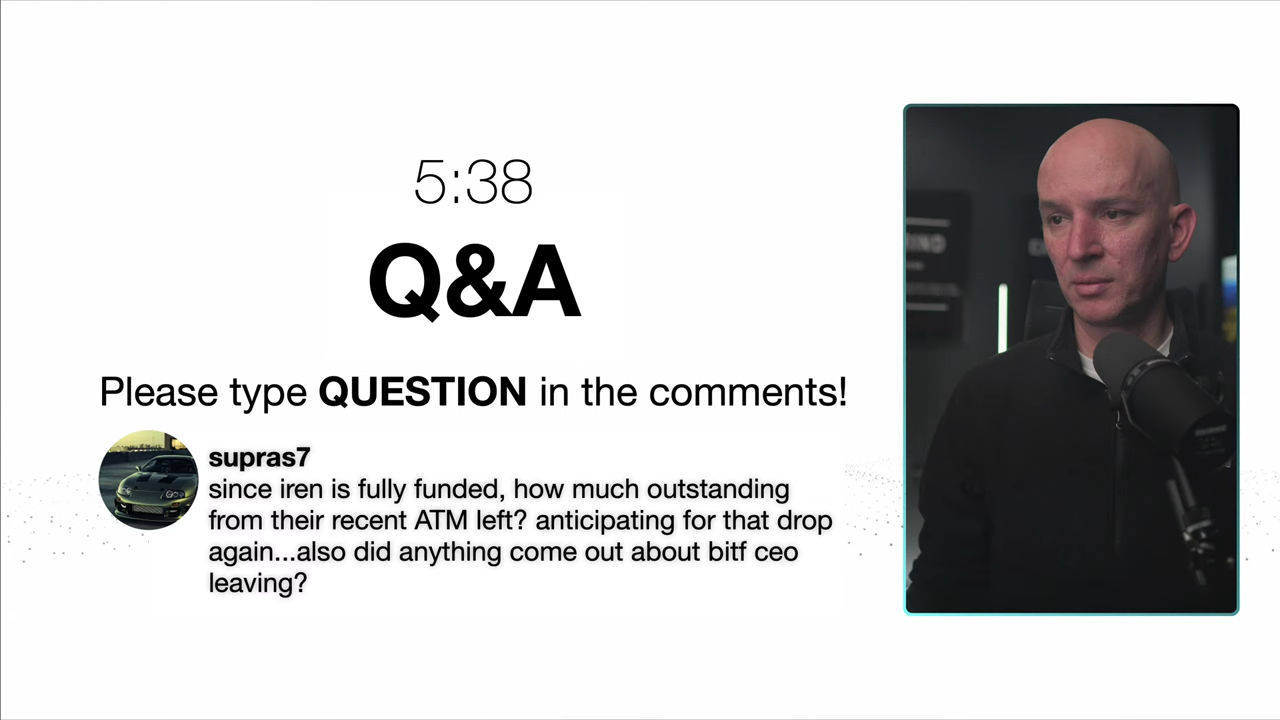 5:38
Q&A
Please type QUESTION in the comments!
supras7
since iren is fully funded, how much outstanding
from their recent ATM left? anticipating for that drop
again...also did anything come out about bitf ceo
leaving?